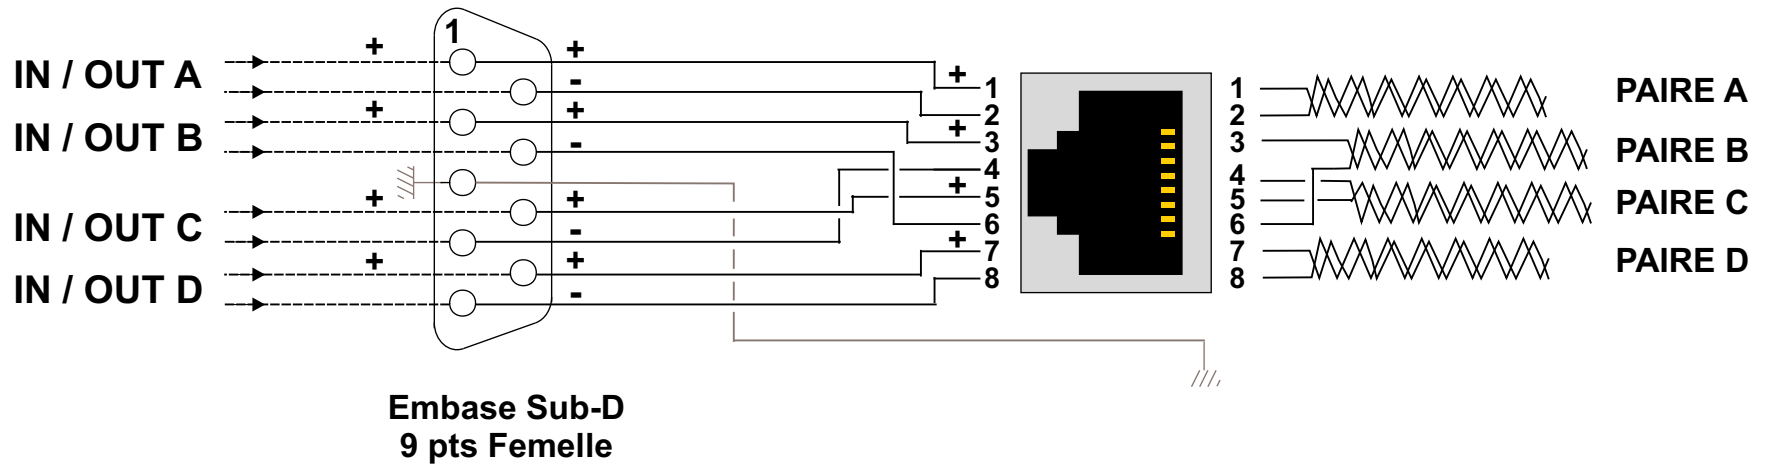 1
+ +
IN / OUT A
-
+ +
IN / OUT B
-
+ +
IN / OUT C
-
+ +
IN / OUT D
-
+ 1
2
+ 3
4
+ 5
6
+ 7
8
1
2
3
4
5
6
7
8
PAIRE A
PAIRE B
PAIRE C
PAIRE D
Embase Sub-D
9 pts Femelle